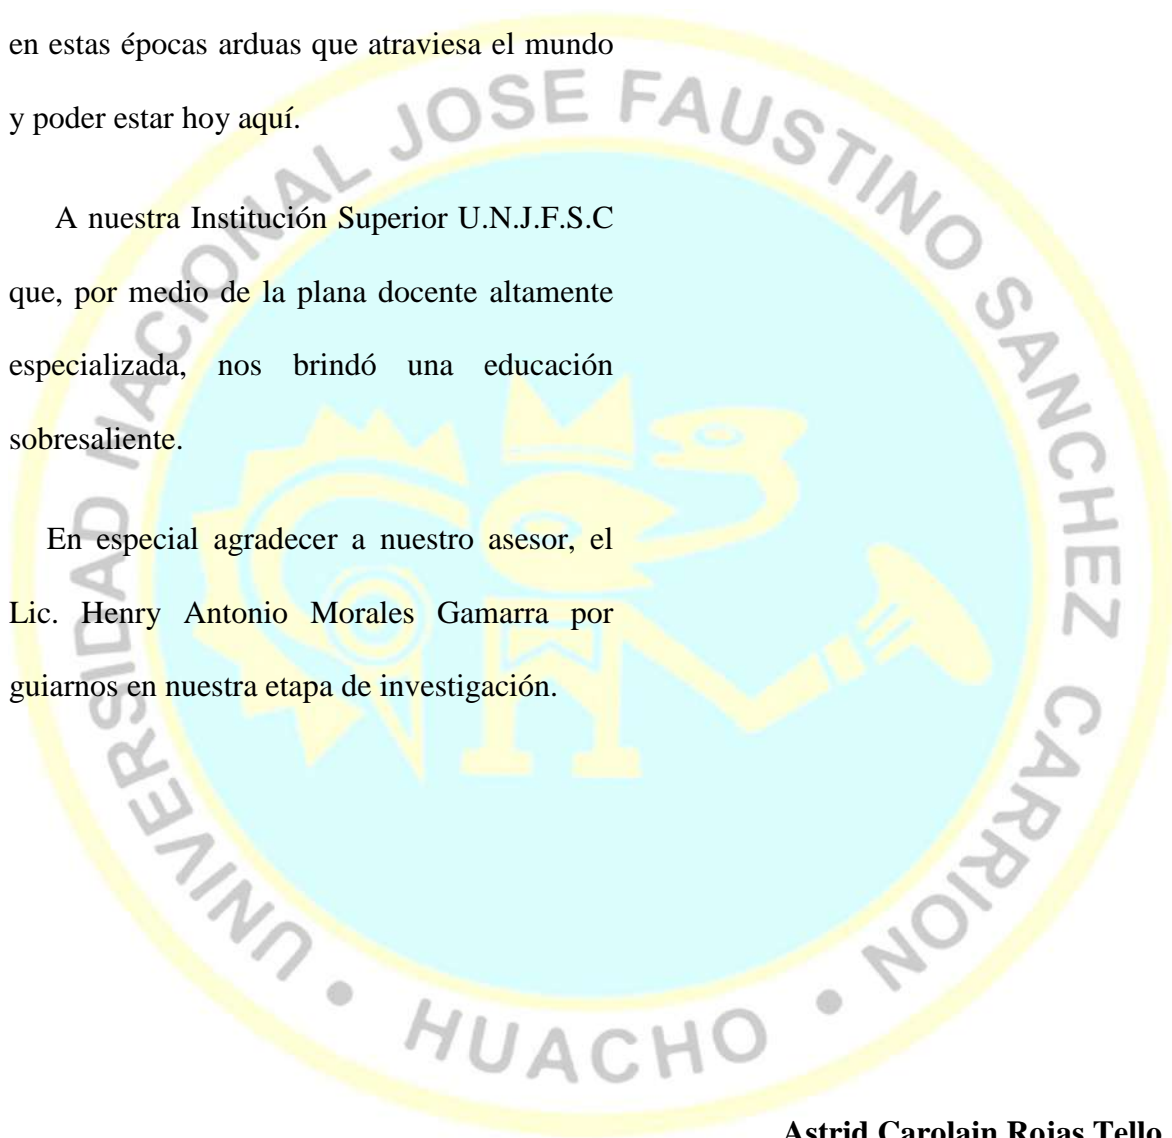 en estas épocas arduas que atraviesa el mundo
y poder estar hoy aquí.
A nuestra Institución Superior U.N.J.F.S.C
que, por medio de la plana docente altamente
especializada, nos brindó una educación
sobresaliente.
En especial agradecer a nuestro asesor, el
Lic. Henry Antonio Morales Gamarra por
guiarnos en nuestra etapa de investigación.
UNIVERSIDAD NACIONAL JOSE FAUSTINO SANCHEZ CARRION • HUACHO •
Astrid Carolain Rojas Tello